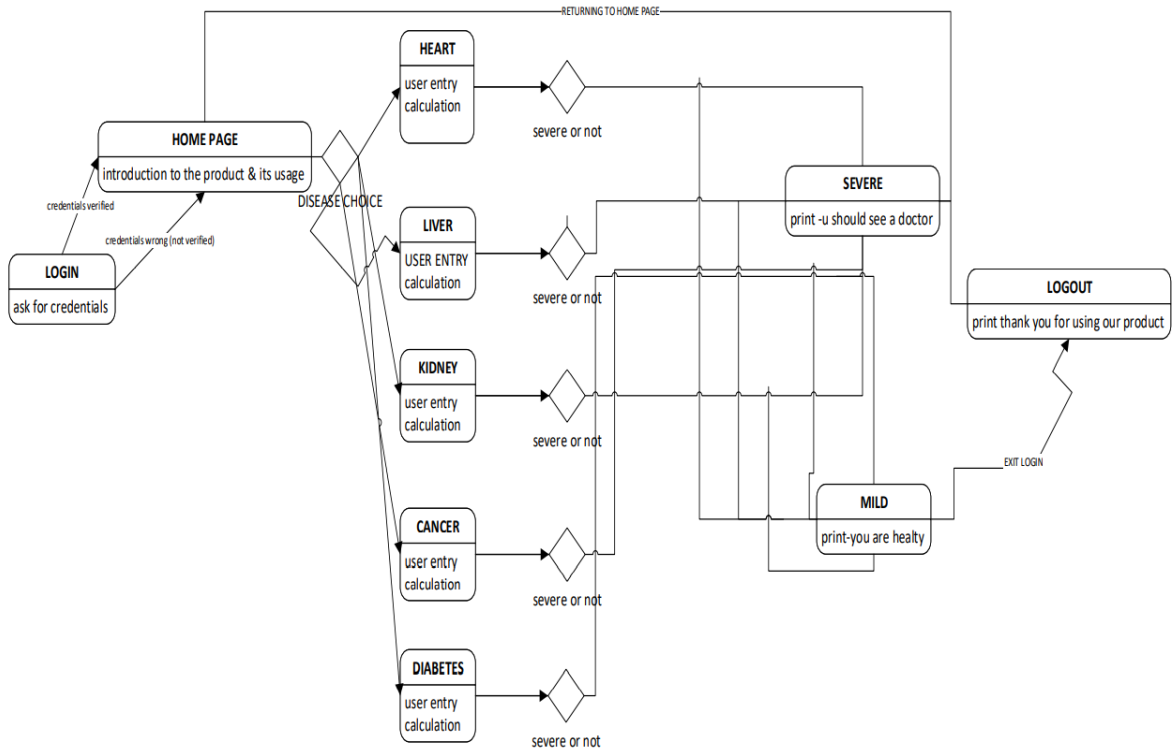 RETURNING TO HOME PAGE
HEART
user entry
calculation
severe or not
HOME PAGE
introduction to the product & its usage
DISEASE CHOICE
credentials verified
credentials wrong (not verified)
LOGIN
ask for credentials
LIVER
USER ENTRY
calculation
severe or not
SEVERE
print -u should see a doctor
LOGOUT
print thank you for using our product
KIDNEY
user entry
calculation
severe or not
EXIT LOGIN
MILD
print-you are healty
CANCER
user entry
calculation
severe or not
DIABETES
user entry
calculation
severe or not